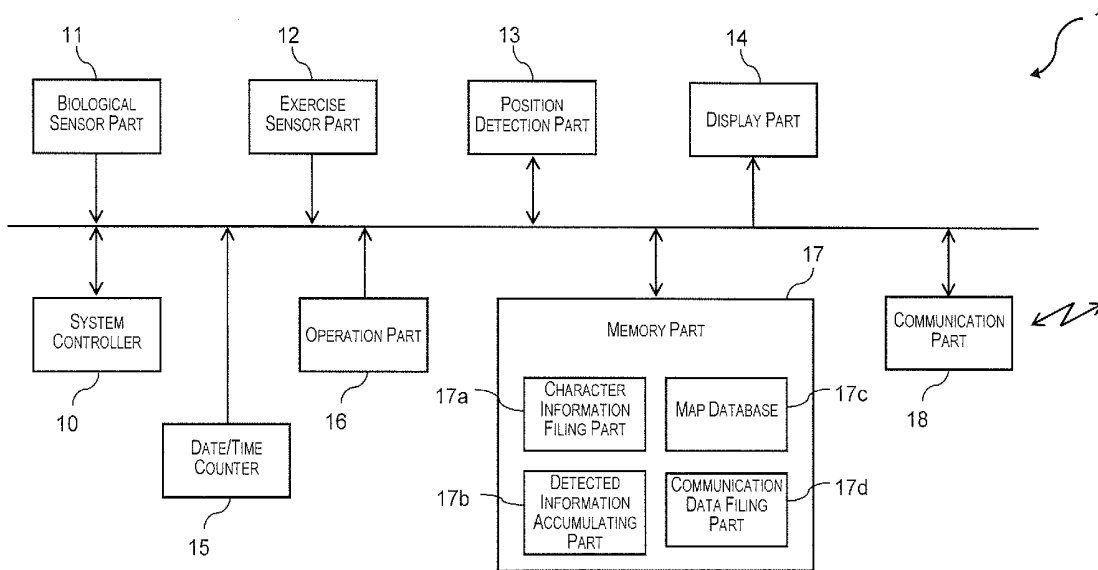 11
12
13
14
1
BIOLOGICAL
SENSOR PART
EXERCISE
SENSOR PART
POSITION
DETECTION PART
DISPLAY PART
17
SYSTEM
CONTROLLER
OPERATION PART
MEMORY PART
COMMUNICATION
PART
10
16
18
17a
CHARACTER
INFORMATION
FILING PART
MAP DATABASE
17c
DATE/TIME
COUNTER
15
17b
DETECTED
INFORMATION
ACCUMULATING
PART
COMMUNICATION
DATA FILING
PART
17d